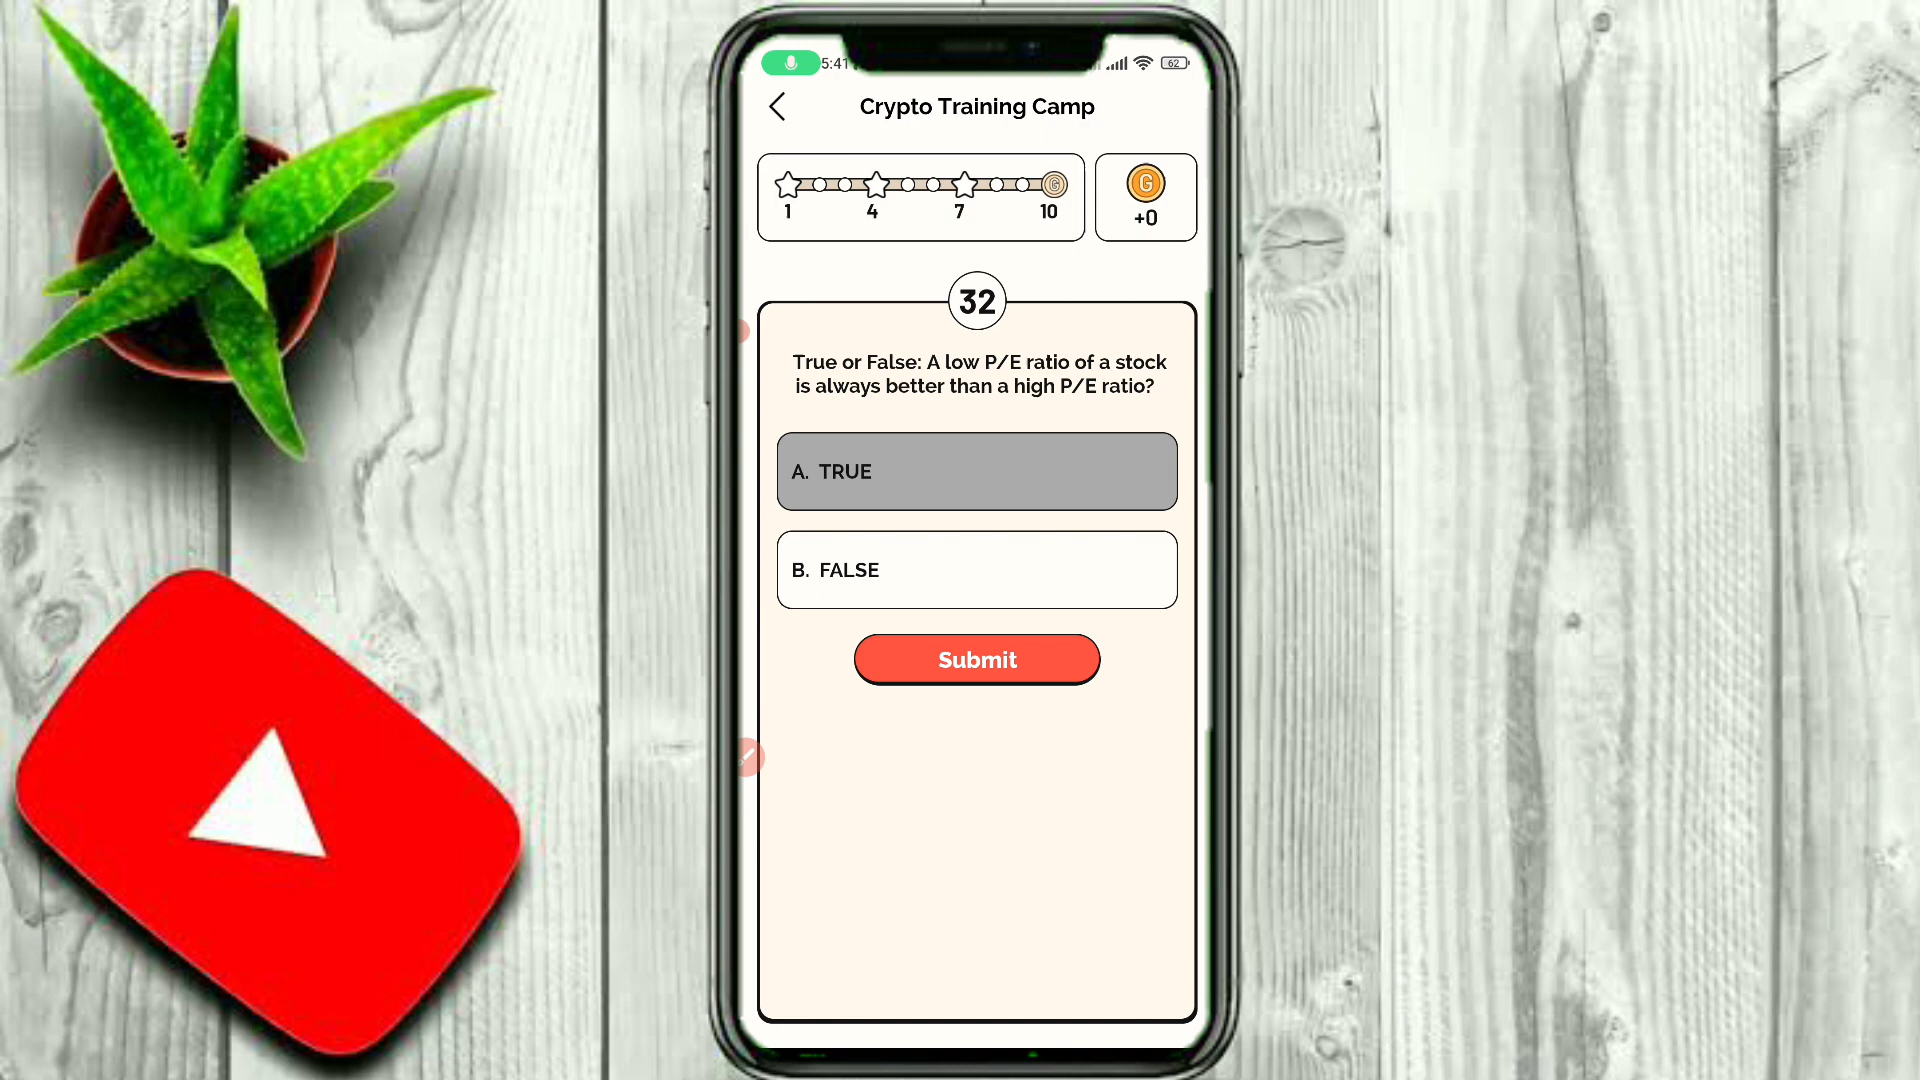 5:41
62
Crypto Training Camp
1 4 7 10
G
G
+0
32
True or False: A low P/E ratio of a stock
is always better than a high P/E ratio?
A. TRUE
B. FALSE
Submit